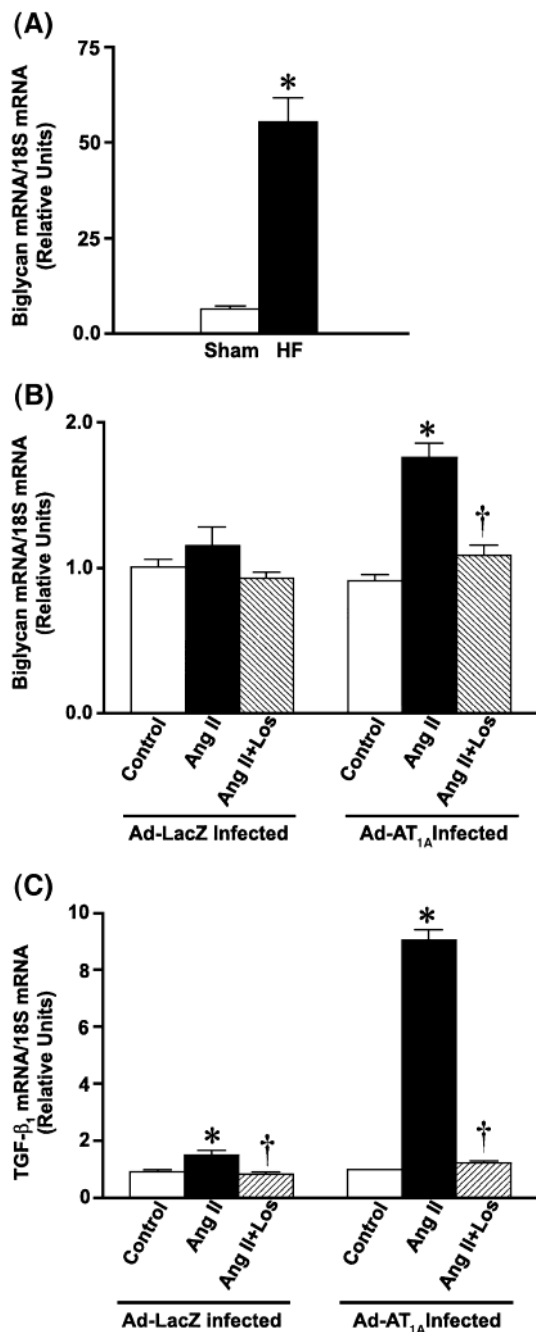 (A)
Biglycan mRNA/18S mRNA
(Relative Units)
75
50
25
0.0
*
Sham HF
(B)
Biglycan mRNA/18S mRNA
(Relative Units)
2.0
1.0
0.0
*
†
Control Ang II Ang II+Los Control Ang II Ang II+Los
Ad-LacZ Infected Ad-AT1A Infected
(C)
TGF-β1 mRNA/18S mRNA
(Relative Units)
10
8
6
4
2
0
*
†
*
†
Control Ang II Ang II+Los Control Ang II Ang II+Los
Ad-LacZ infected Ad-AT1A Infected